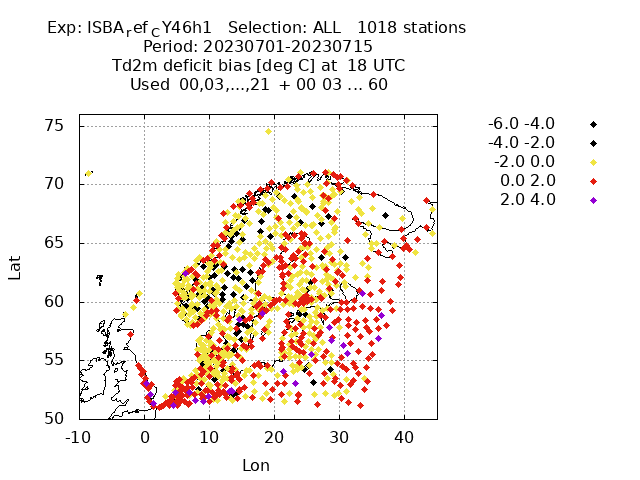 Exp: ISBA_ref_CY46h1   Selection: ALL   1018 stations
Period: 20230701-20230715
Td2m deficit bias [deg C] at  18 UTC
Used  00,03,...,21  + 00 03 ... 60
-6.0 -4.0
-4.0 -2.0
-2.0 0.0
0.0 2.0
2.0 4.0
75
70
65
60
55
50
Lat
-10 0 10 20 30 40
Lon